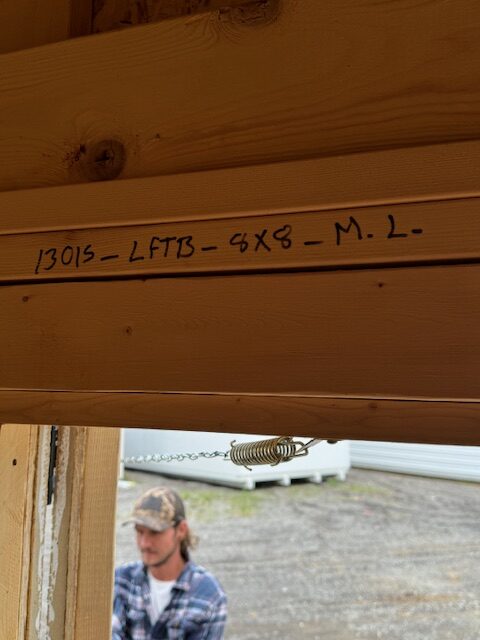 13015- LFTB- 8X8- M. L.